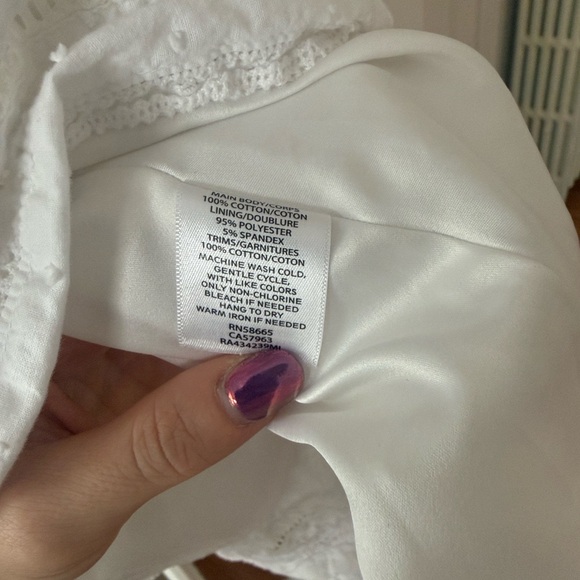 MAIN BODY/CORPS
100% COTTON/COTON
LINING/DOUBLURE
95% POLYESTER
5% SPANDEX
TRIMS/GARNITURES
100% COTTON/COTON
MACHINE WASH COLD,
GENTLE CYCLE,
WITH LIKE COLORS
ONLY NON-CHLORINE
BLEACH IF NEEDED
HANG TO DRY
WARM IRON IF NEEDED
RN58665
CA57963
RA434239MI